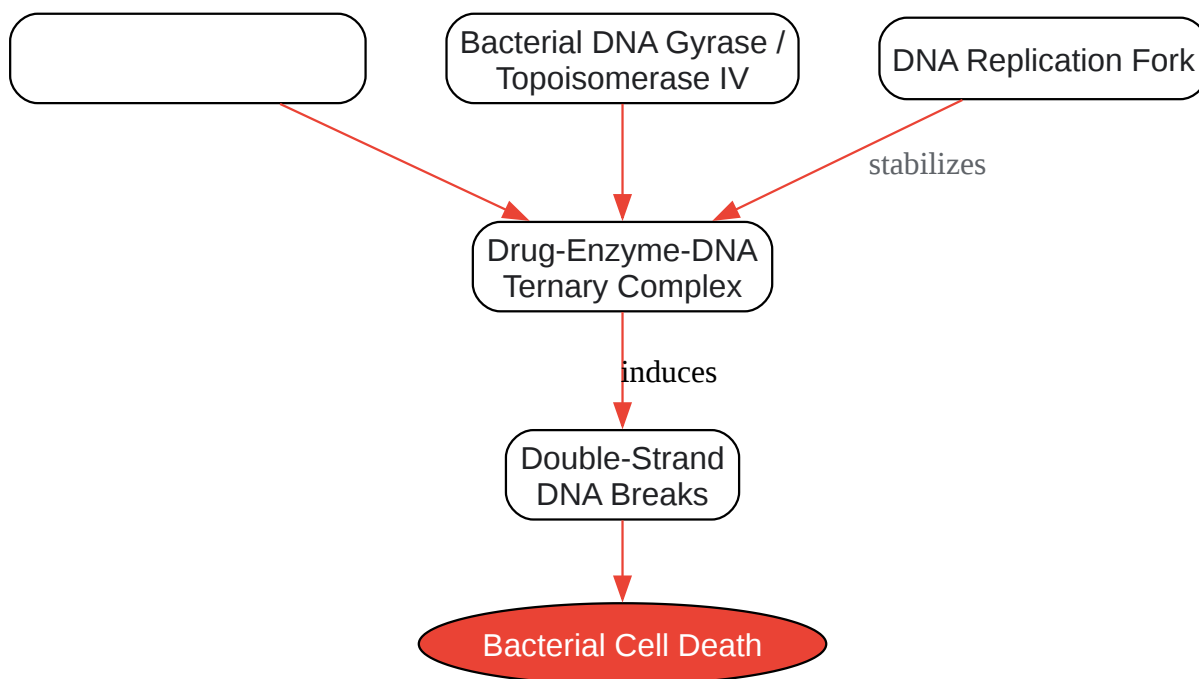 Bacterial DNA Gyrase /
Topoisomerase IV
DNA Replication Fork
stabilizes
Drug-Enzyme-DNA
Ternary Complex
induces
Double-Strand
DNA Breaks
Bacterial Cell Death